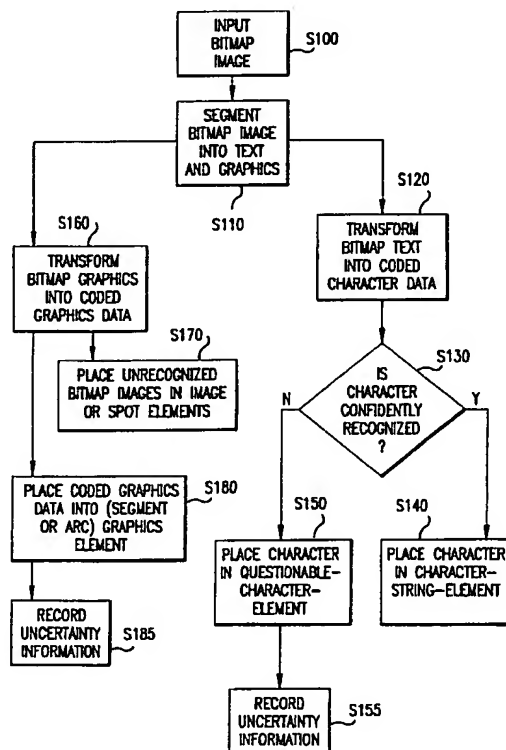 INPUT
BITMAP
IMAGE
S100
SEGMENT
BITMAP IMAGE
INTO TEXT
AND GRAPHICS
S110
S160
TRANSFORM
BITMAP GRAPHICS
INTO CODED
GRAPHICS DATA
S170
PLACE UNRECOGNIZED
BITMAP IMAGES IN IMAGE
OR SPOT ELEMENTS
S180
PLACE CODED GRAPHICS
DATA INTO (SEGMENT
OR ARC) GRAPHICS
ELEMENT
RECORD
UNCERTAINTY
INFORMATION
S185
S120
TRANSFORM
BITMAP TEXT
INTO CODED
CHARACTER DATA
S130
IS
CHARACTER
CONFIDENTLY
RECOGNIZED
?
N
Y
S150
PLACE CHARACTER
IN QUESTIONABLE-
CHARACTER-
ELEMENT
S140
PLACE CHARACTER
IN CHARACTER-
STRING-ELEMENT
RECORD
UNCERTAINTY
INFORMATION
S155